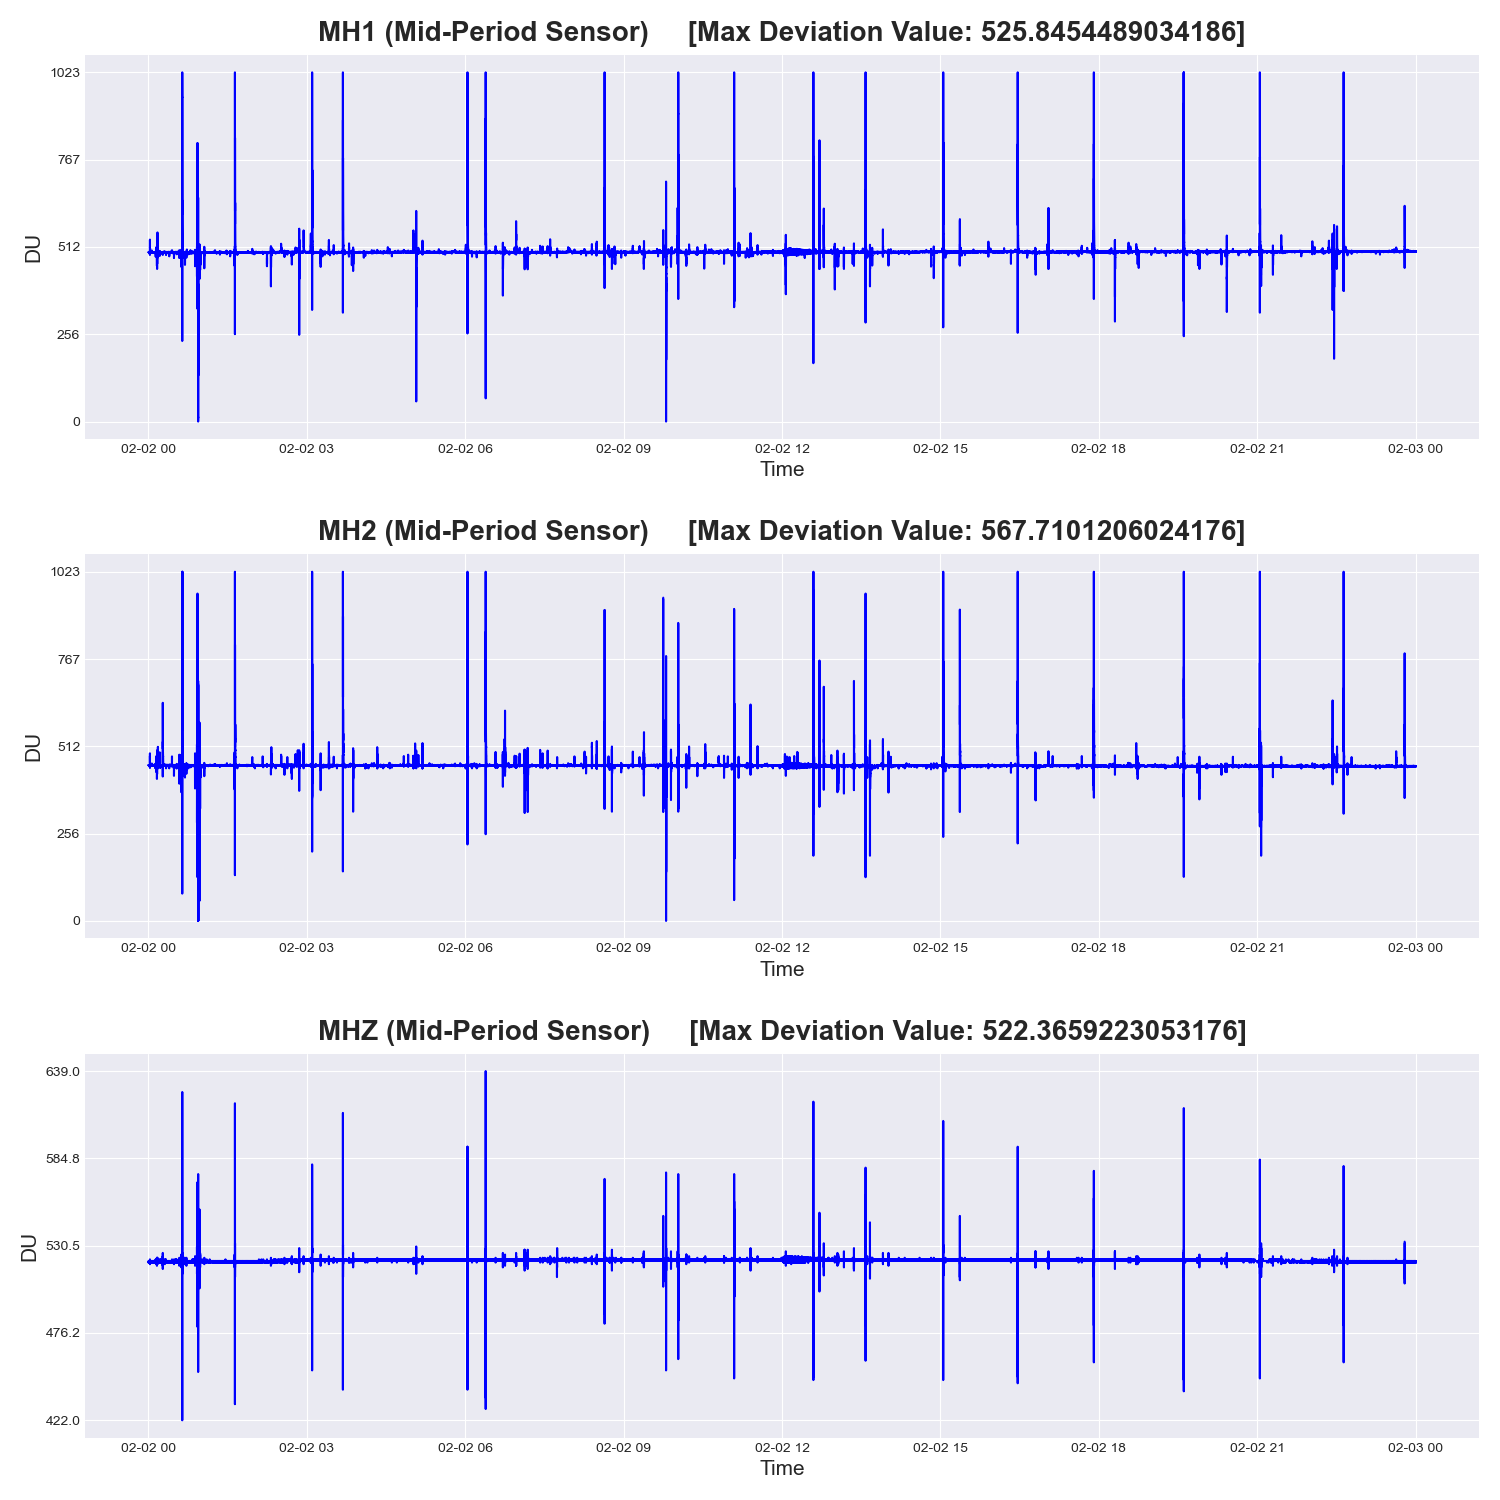 MH1 (Mid-Period Sensor) [Max Deviation Value: 525.8454489034186]
1023
767
512
256
0
DU
02-02 00 02-02 03 02-02 06 02-02 09 02-02 12 02-02 15 02-02 18 02-02 21 02-03 00
Time
MH2 (Mid-Period Sensor) [Max Deviation Value: 567.7101206024176]
1023
767
512
256
0
DU
02-02 00 02-02 03 02-02 06 02-02 09 02-02 12 02-02 15 02-02 18 02-02 21 02-03 00
Time
MHZ (Mid-Period Sensor) [Max Deviation Value: 522.3659223053176]
639.0
584.8
530.5
476.2
422.0
DU
02-02 00 02-02 03 02-02 06 02-02 09 02-02 12 02-02 15 02-02 18 02-02 21 02-03 00
Time